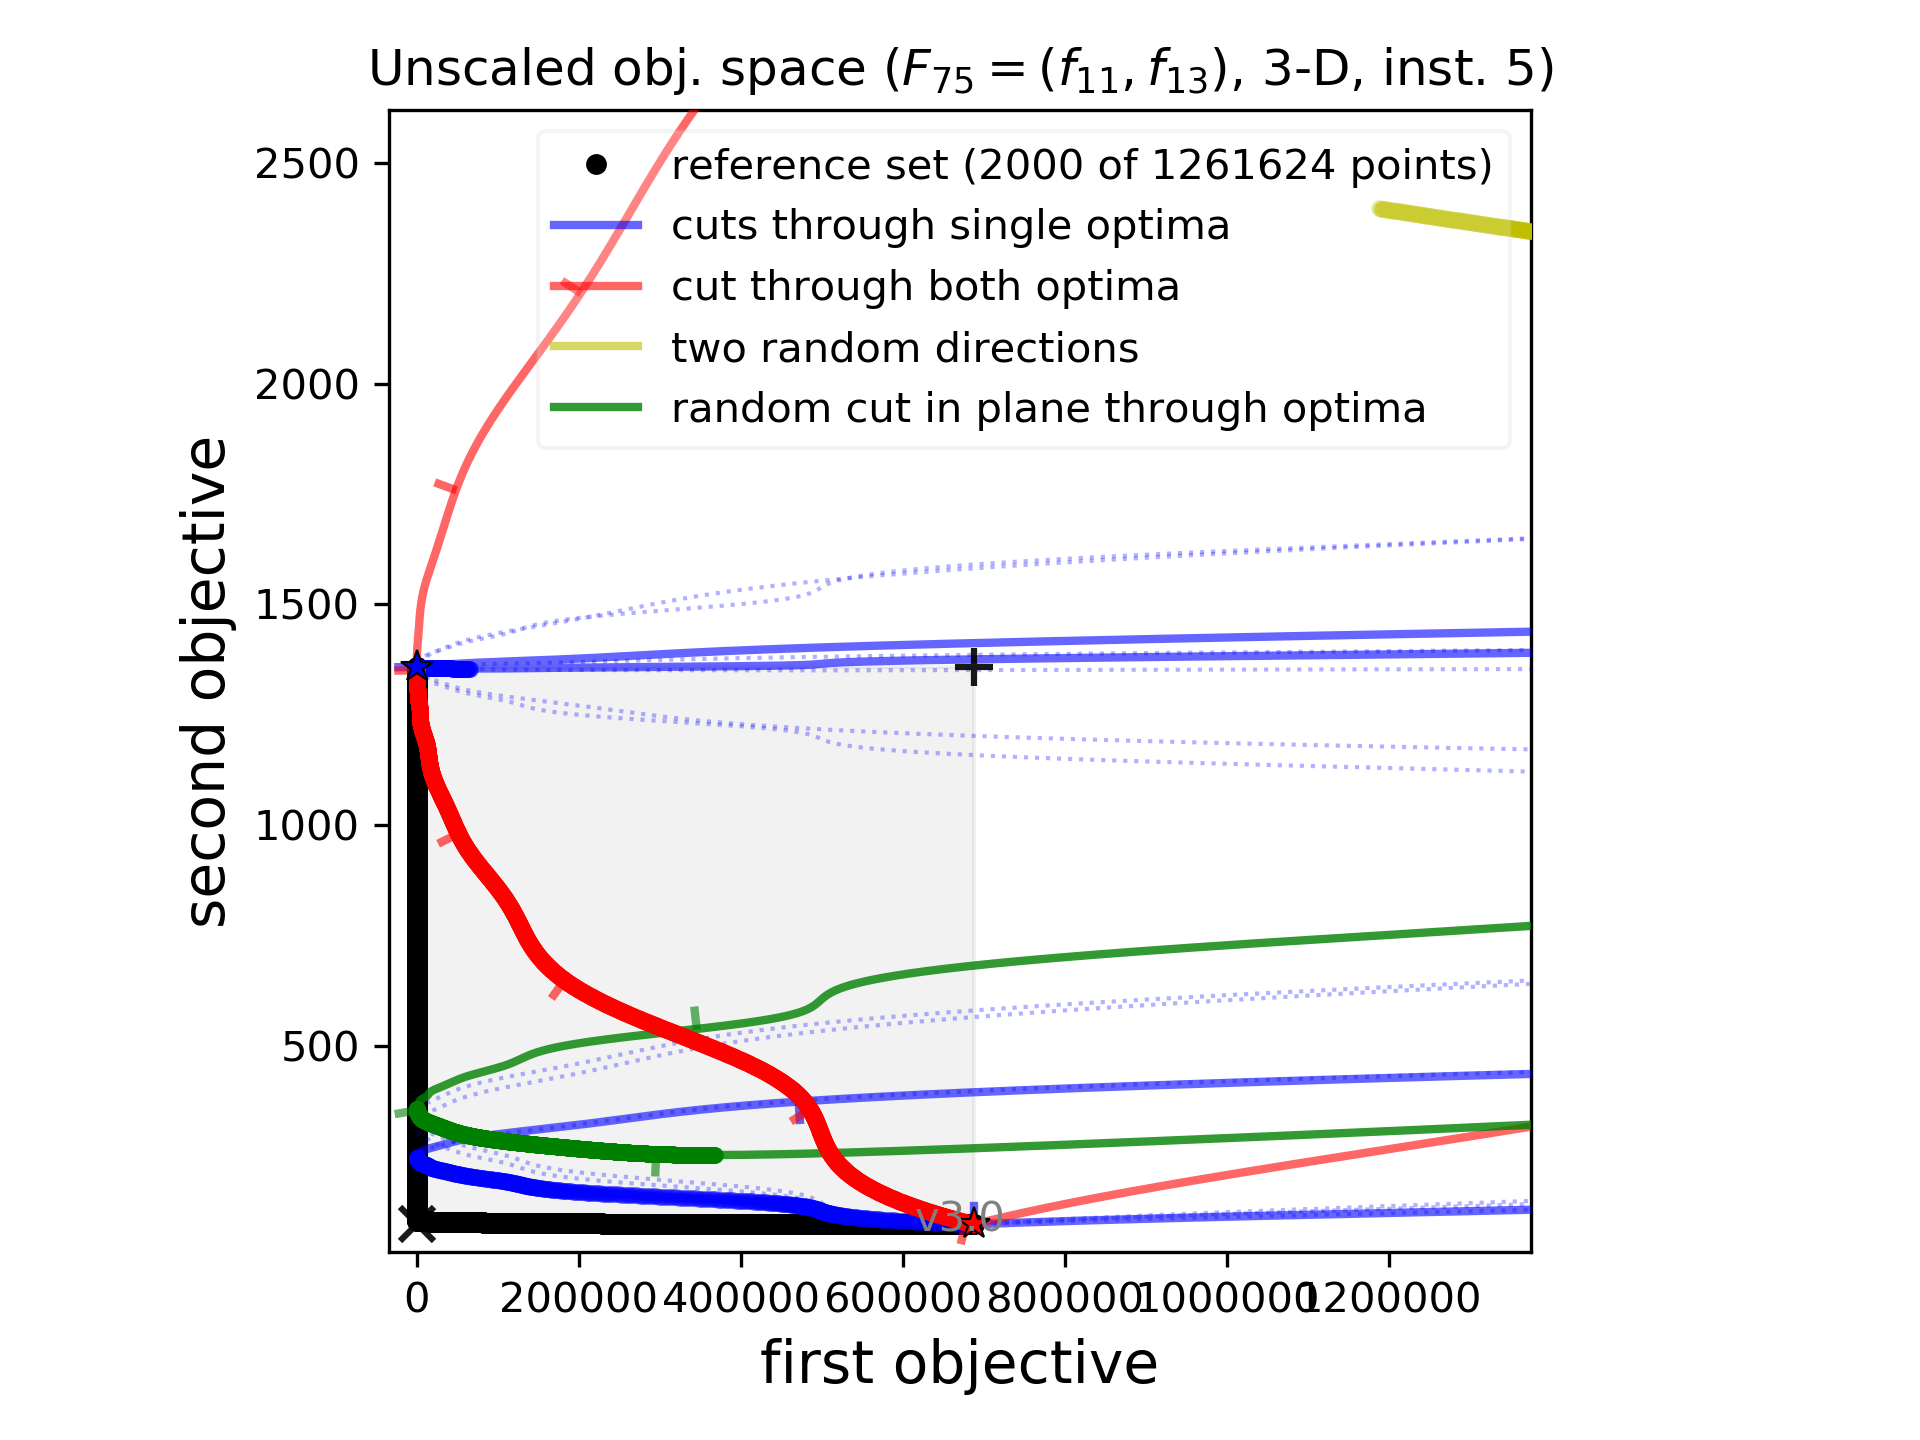 Unscaled obj. space (F75 = (f11, f13), 3-D, inst. 5)
reference set (2000 of 1261624 points)
cuts through single optima
cut through both optima
two random directions
random cut in plane through optima
2500
2000
1500
1000
500
second objective
v3.0
0 200000 400000 600000 800000 1000000 1200000
first objective